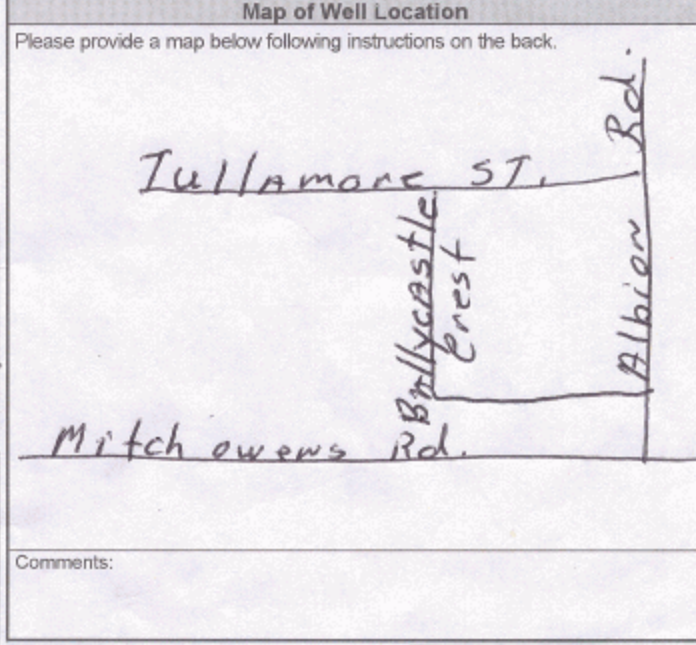 Map of Well Location
Please provide a map below following instructions on the back.
Tullamore ST.
Albion Rd.
Ballycastle
Crest
Mitch owens Rd.
Comments: